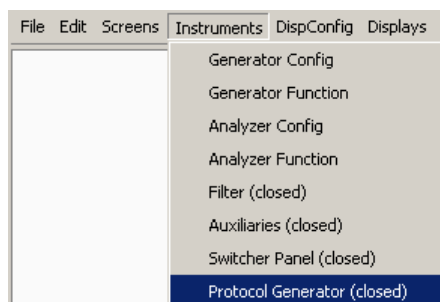 File Edit Screens Instruments DispConfig Displays
Generator Config
Generator Function
Analyzer Config
Analyzer Function
Filter (closed)
Auxiliaries (closed)
Switcher Panel (closed)
Protocol Generator (closed)